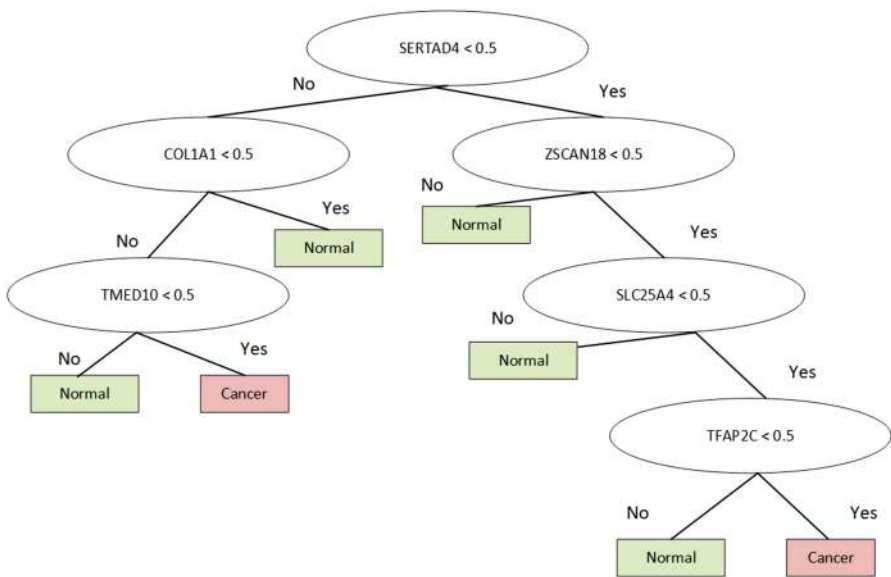 SERTAD4 < 0.5
No
Yes
COL1A1 < 0.5
ZSCAN18 < 0.5
No
Yes
Normal
No
Normal
Yes
TMED10 < 0.5
SLC25A4 < 0.5
No
Yes
No
Normal
Yes
Normal
Cancer
TFAP2C < 0.5
No
Yes
Normal
Cancer